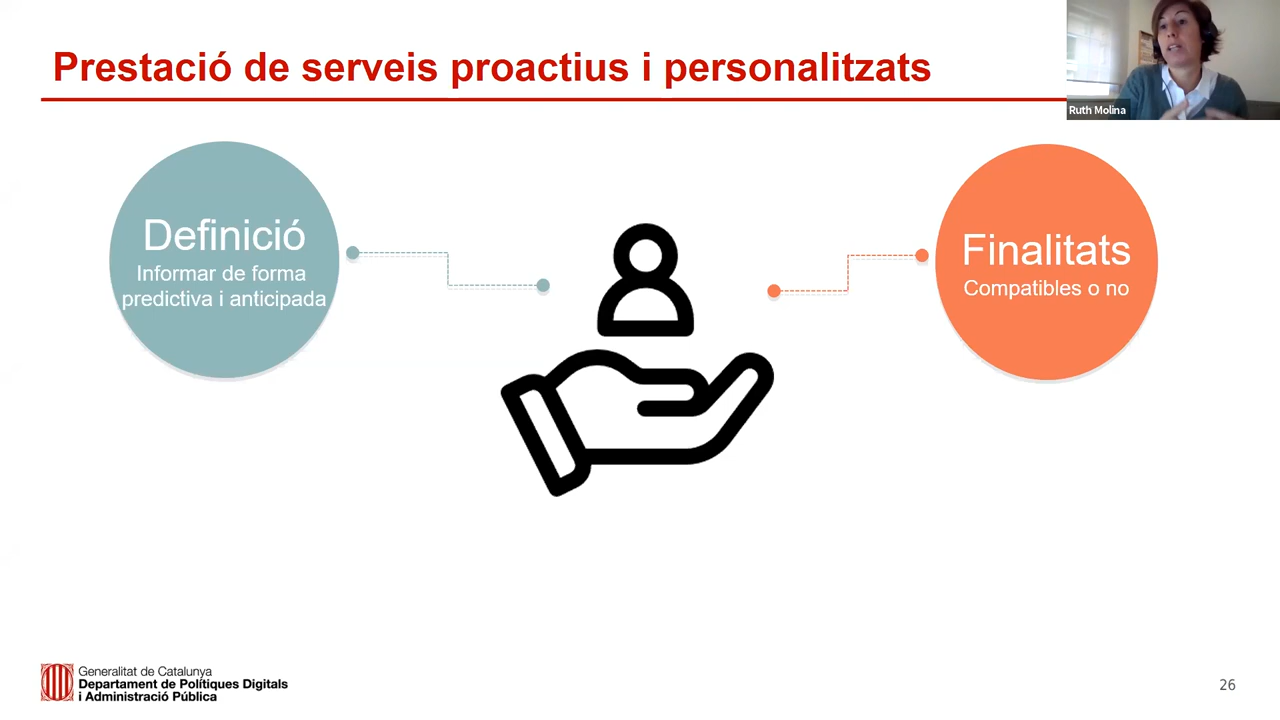 Prestació de serveis proactius i personalitzats
Ruth Molina
Definició
Informar de forma
predictiva i anticipada
Finalitats
Compatibles o no
Generalitat de Catalunya
Departament de Polítiques Digitals
i Administració Pública
26